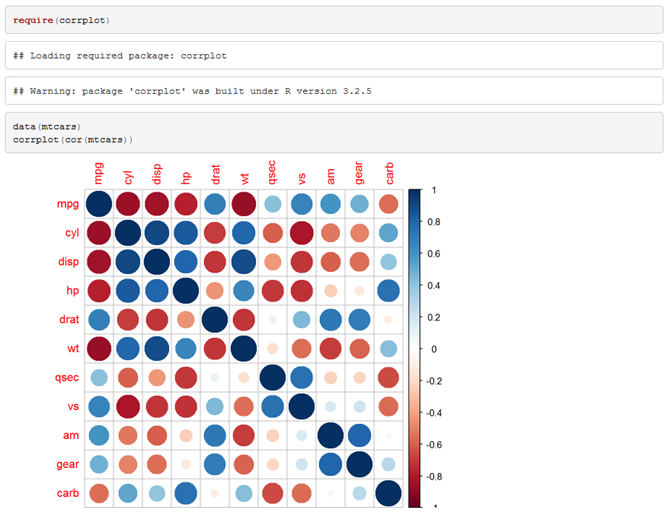 require(corrplot)
## Loading required package: corrplot
## Warning: package 'corrplot' was built under R version 3.2.5
data(mtcars)
corrplot(cor(mtcars))
mpg cyl disp hp drat wt qsec vs am gear carb
mpg
cyl
disp
hp
drat
wt
qsec
vs
am
gear
carb
1
0.8
0.6
0.4
0.2
0
-0.2
-0.4
-0.6
-0.8
-1